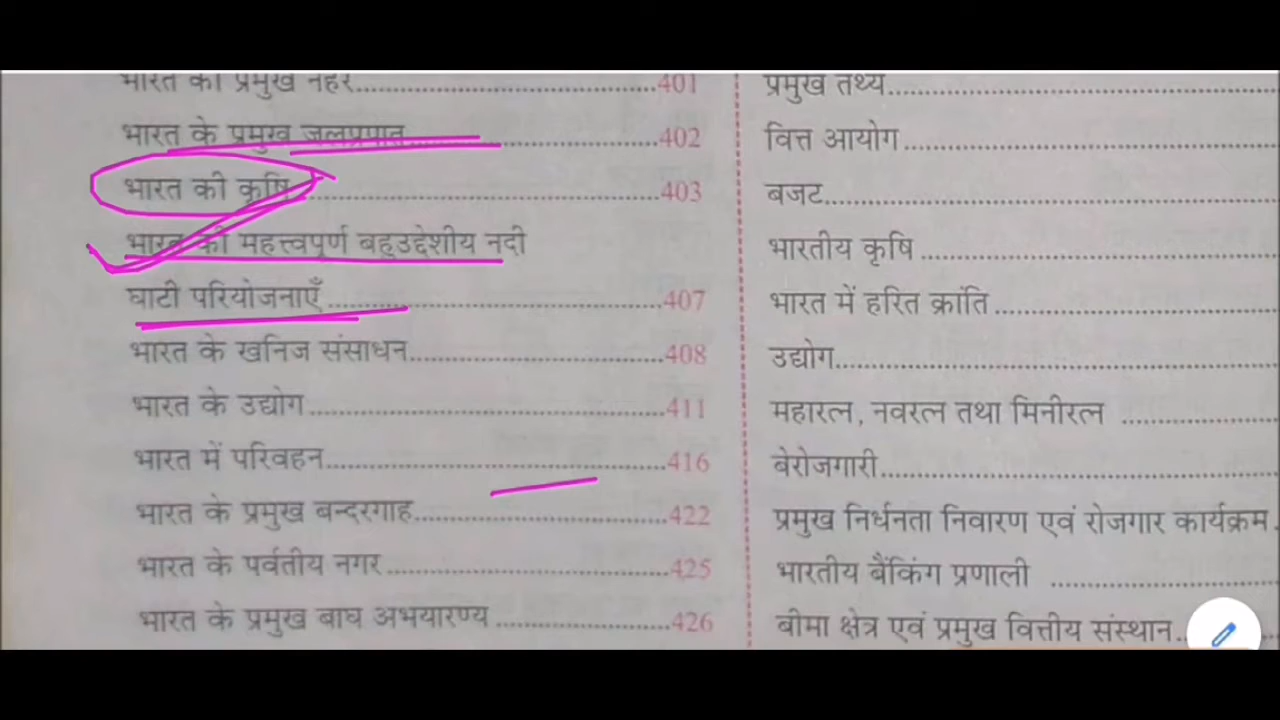 भारत की प्रमुख नहरें....................401
भारत के प्रमुख जलप्रपात....................402
भारत की कृषि....................403
भारत की महत्त्वपूर्ण बहुउद्देशीय नदी
घाटी परियोजनाएँ....................407
भारत के खनिज संसाधन....................408
भारत के उद्योग....................411
भारत में परिवहन....................416
भारत के प्रमुख बन्दरगाह....................422
भारत के पर्वतीय नगर....................425
भारत के प्रमुख बाघ अभयारण्य....................426
प्रमुख तथ्य....................
वित्त आयोग....................
बजट....................
भारतीय कृषि....................
भारत में हरित क्रांति....................
उद्योग....................
महारत्न, नवरत्न तथा मिनीरत्न ....................
बेरोजगारी....................
प्रमुख निर्धनता निवारण एवं रोजगार कार्यक्रम.
भारतीय बैंकिंग प्रणाली ....................
बीमा क्षेत्र एवं प्रमुख वित्तीय संस्थान..